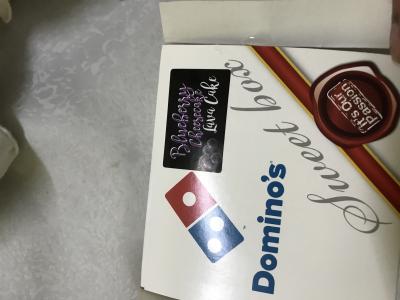 Blueberry
Cheesecake
Lava Cake
Domino's
Sweet box
It's Our
Passion